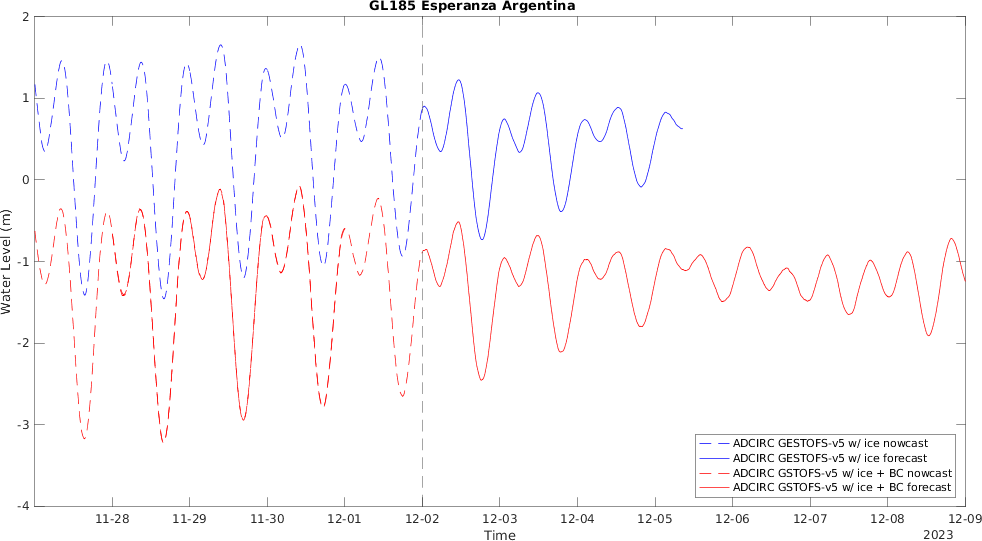 GL185 Esperanza Argentina
2
1
0
-1
-2
-3
-4
Water Level (m)
ADCIRC GESTOFS-v5 w/ ice nowcast
ADCIRC GESTOFS-v5 w/ ice forecast
ADCIRC GSTOFS-v5 w/ ice + BC nowcast
ADCIRC GSTOFS-v5 w/ ice + BC forecast
11-28 11-29 11-30 12-01 12-02 12-03 12-04 12-05 12-06 12-07 12-08 12-09
Time 2023